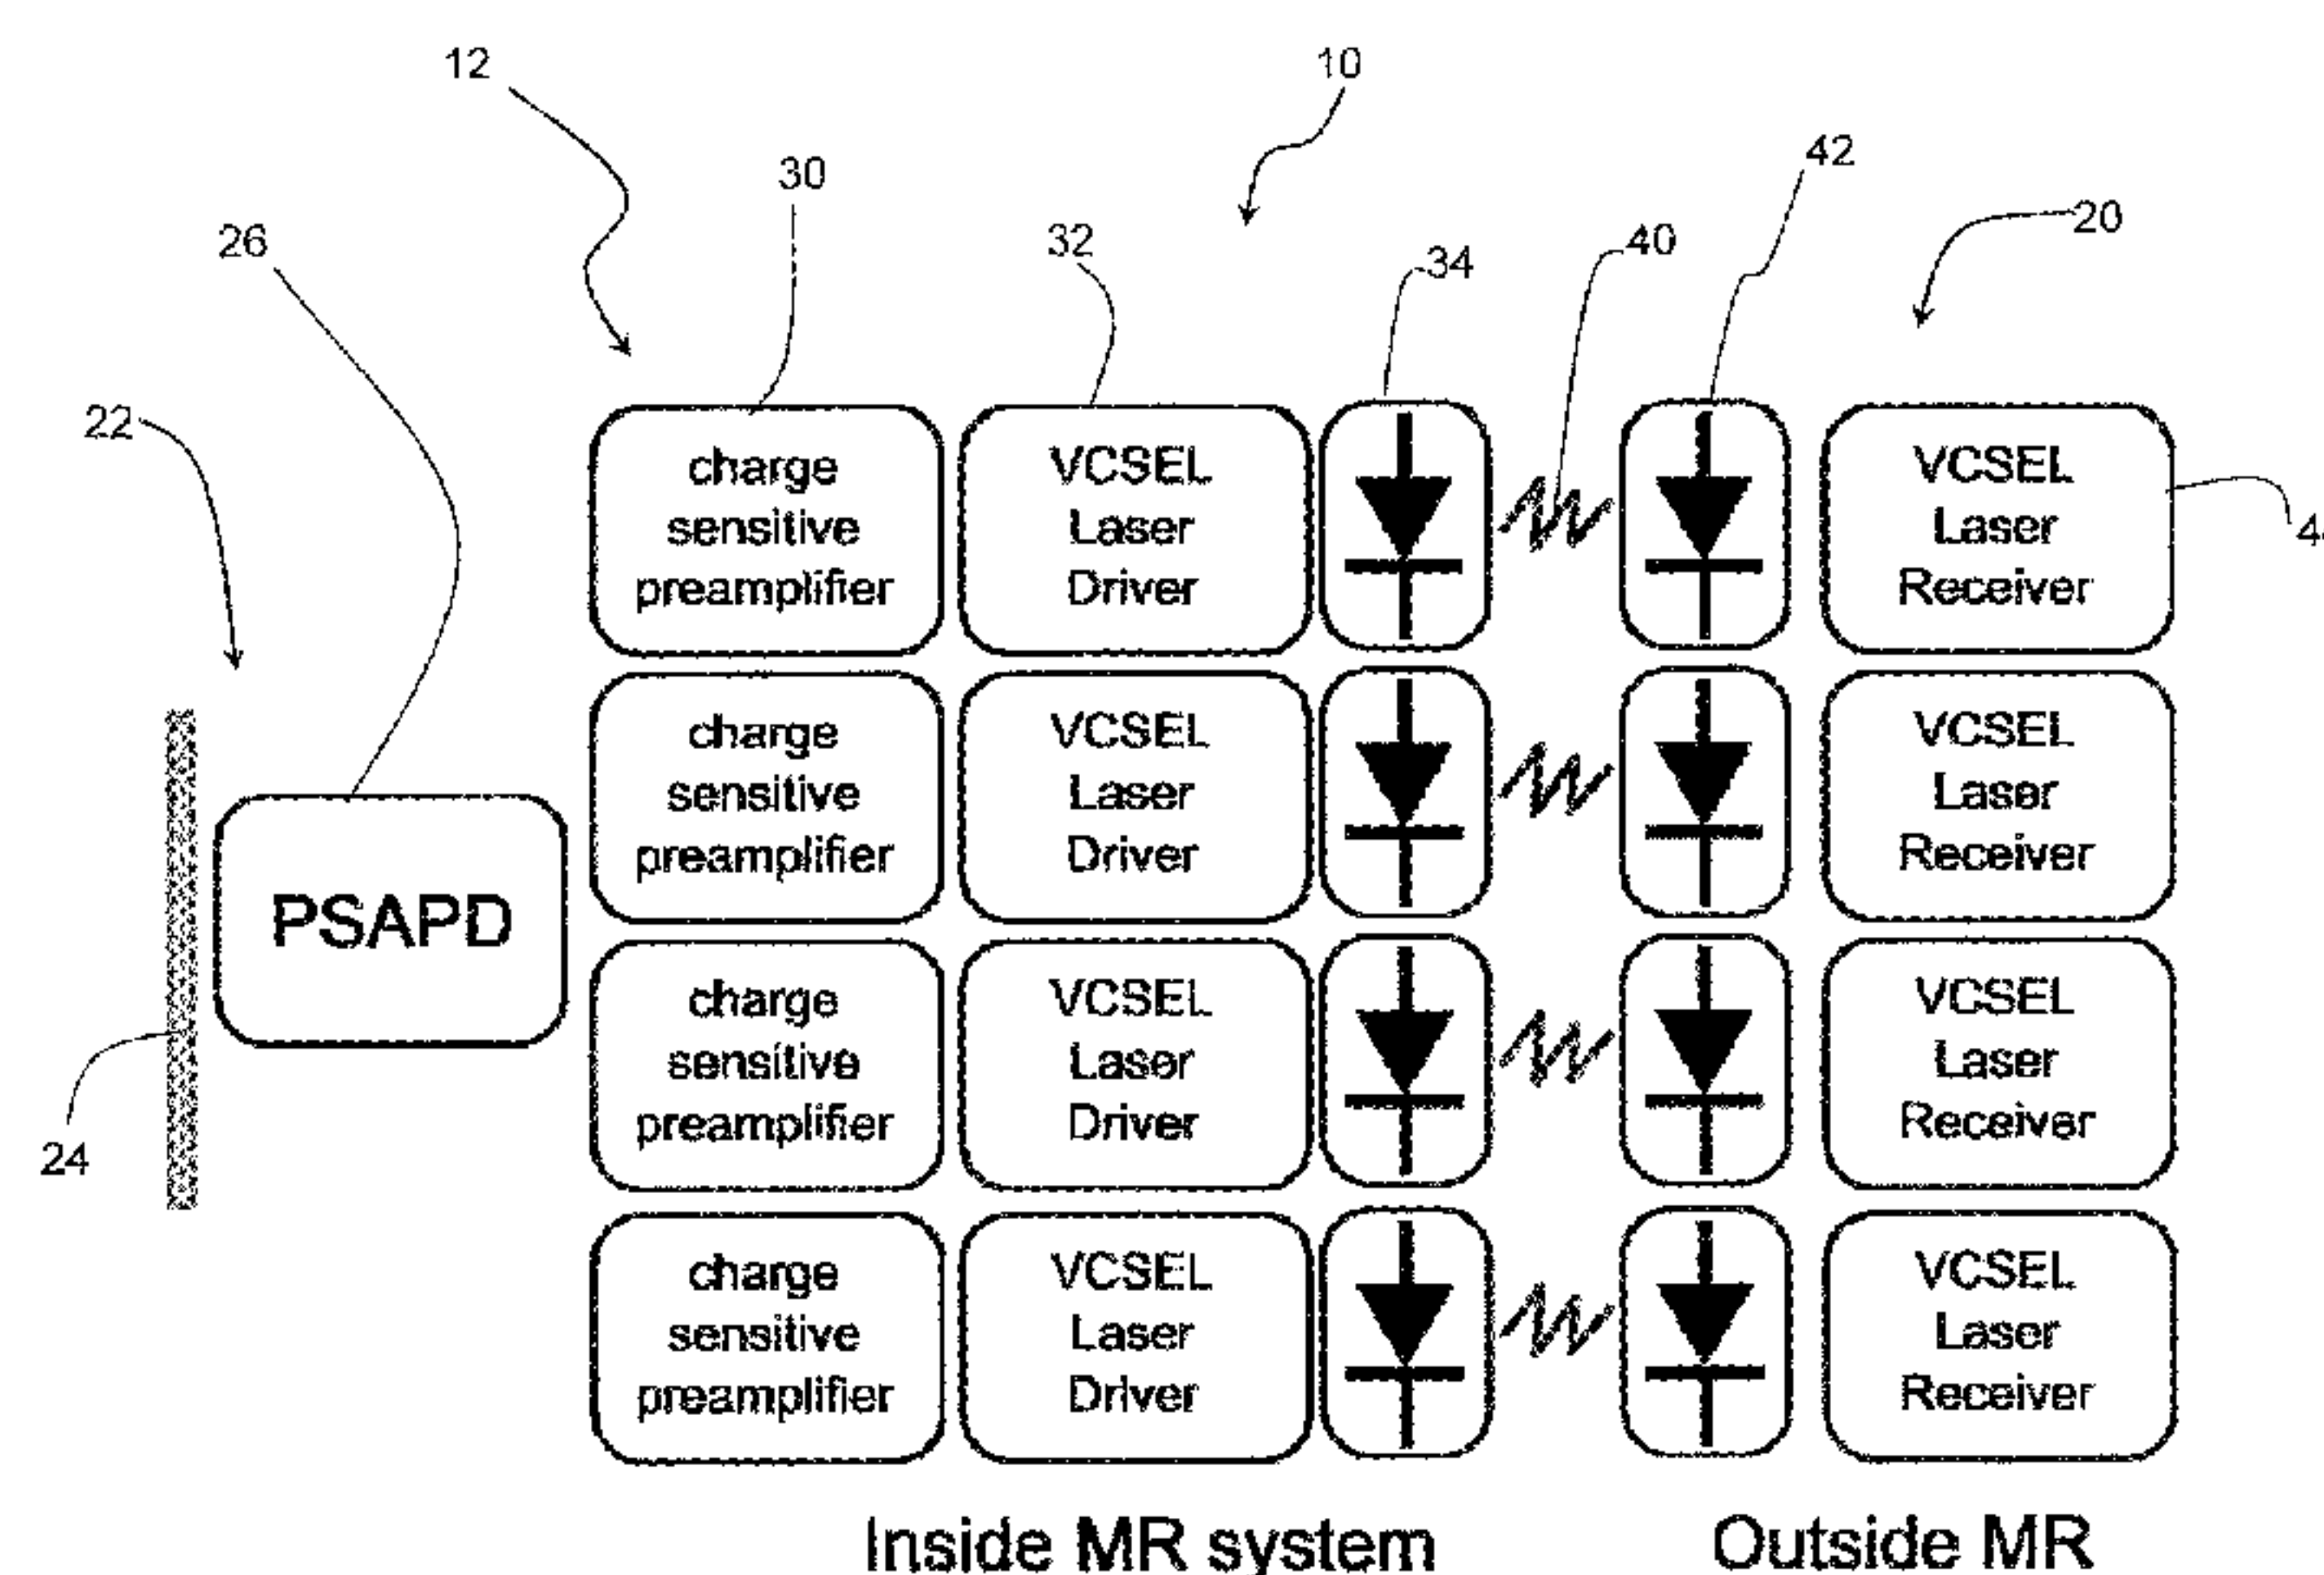 12
10
42
30
20
26
32
40
34
22
charge
sensitive
preamplifier
VCSEL
Laser
Driver
VCSEL
Laser
Receiver
charge
sensitive
preamplifier
VCSEL
Laser
Driver
VCSEL
Laser
Receiver
PSAPD
charge
sensitive
preamplifier
VCSEL
Laser
Driver
VCSEL
Laser
Receiver
24
charge
sensitive
preamplifier
VCSEL
Laser
Driver
VCSEL
Laser
Receiver
Inside MR system
Outside MR